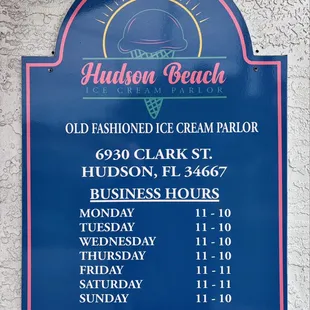 Hudson Beach
ICE CREAM PARLOR
OLD FASHIONED ICE CREAM PARLOR
6930 CLARK ST.
HUDSON, FL 34667
BUSINESS HOURS
MONDAY 11 - 10
TUESDAY 11 - 10
WEDNESDAY 11 - 10
THURSDAY 11 - 10
FRIDAY 11 - 11
SATURDAY 11 - 11
SUNDAY 11 - 10